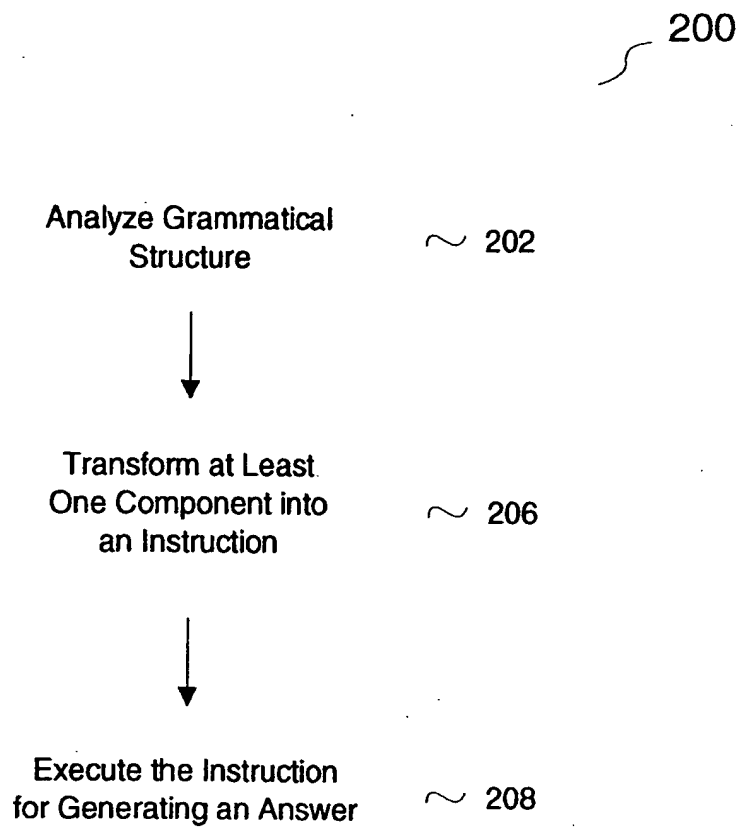 200
Analyze Grammatical
Structure
202
Transform at Least
One Component into
an Instruction
206
Execute the Instruction
for Generating an Answer
208